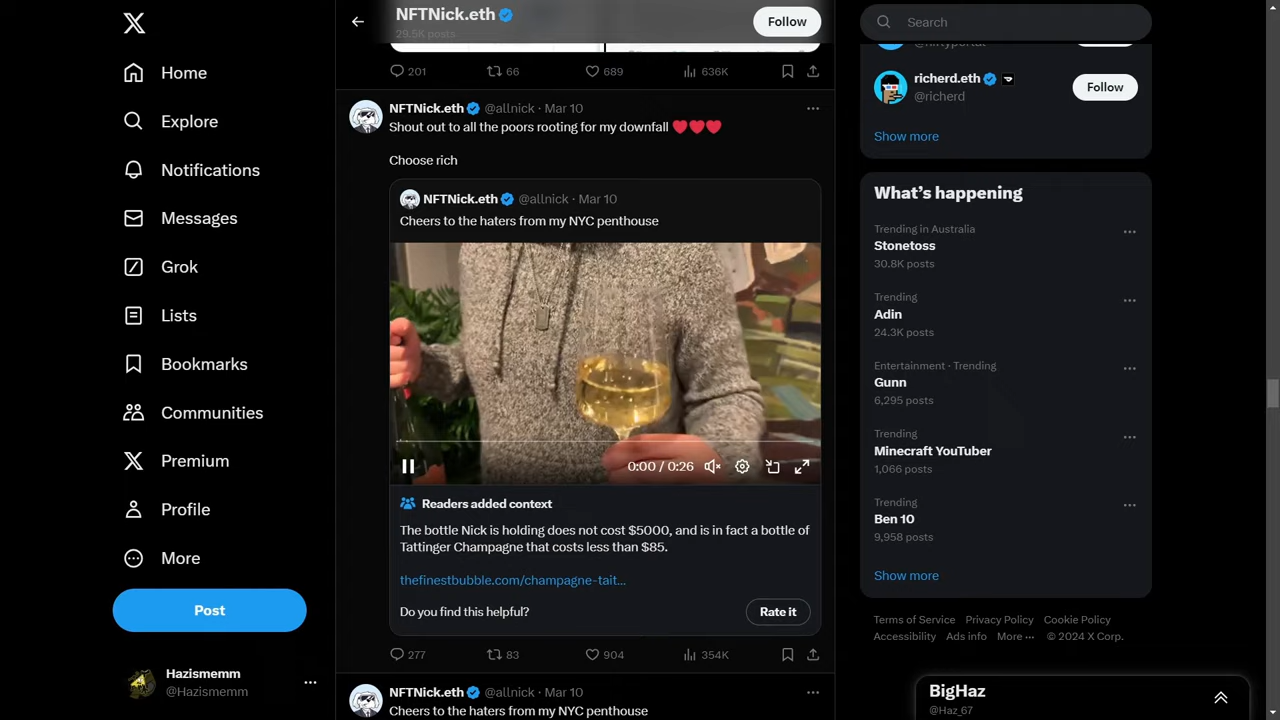 NFTNick.eth
29.5K posts
Follow
Search
Home
Explore
Notifications
Messages
Grok
Lists
Bookmarks
Communities
Premium
Profile
More
Post
Hazismemm
@Hazismemm
201 66 689 636K
NFTNick.eth @allnick · Mar 10
Shout out to all the poors rooting for my downfall ❤️❤️❤️
Choose rich
NFTNick.eth @allnick · Mar 10
Cheers to the haters from my NYC penthouse
0:00 / 0:26
Readers added context
The bottle Nick is holding does not cost $5000, and is in fact a bottle of
Tattinger Champagne that costs less than $85.
thefinestbubble.com/champagne-tait...
Do you find this helpful?
Rate it
277 83 904 354K
NFTNick.eth @allnick · Mar 10
Cheers to the haters from my NYC penthouse
richerd.eth
@richerd
Follow
Show more
What's happening
Trending in Australia
Stonetoss
30.8K posts
Trending
Adin
24.3K posts
Entertainment · Trending
Gunn
6,295 posts
Trending
Minecraft YouTuber
1,066 posts
Trending
Ben 10
9,958 posts
Show more
Terms of Service Privacy Policy Cookie Policy
Accessibility Ads info More ··· © 2024 X Corp.
BigHaz
@Haz_67